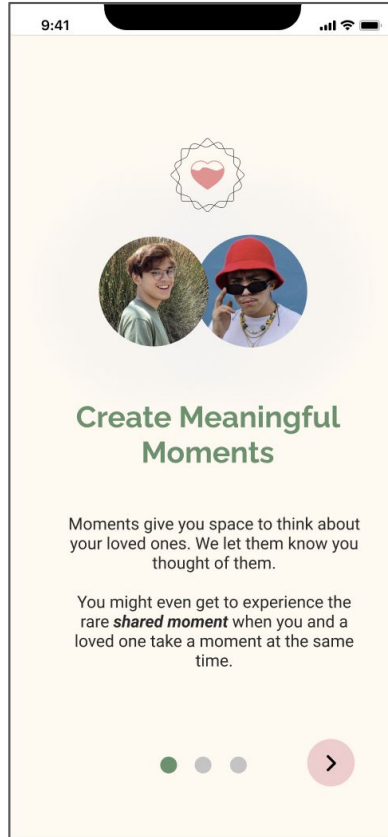 9:41
Create Meaningful
Moments
Moments give you space to think about
your loved ones. We let them know you
thought of them.
You might even get to experience the
rare shared moment when you and a
loved one take a moment at the same
time.